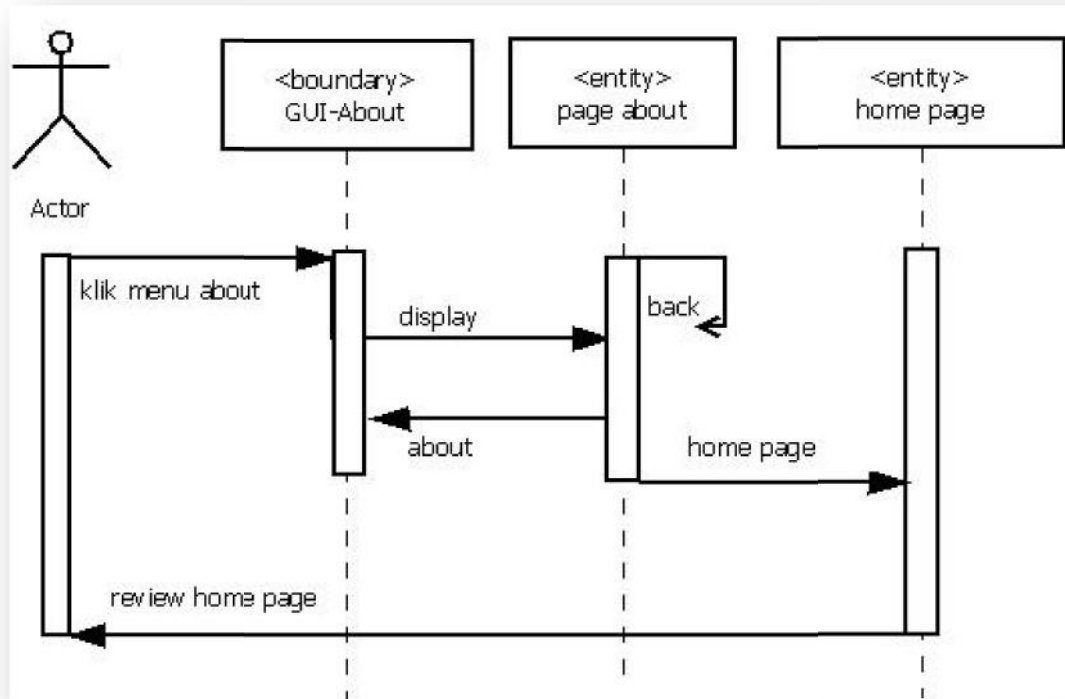 <boundary>
GUI-About
<entity>
page about
<entity>
home page
Actor
klik menu about
display
back
about
home page
review home page